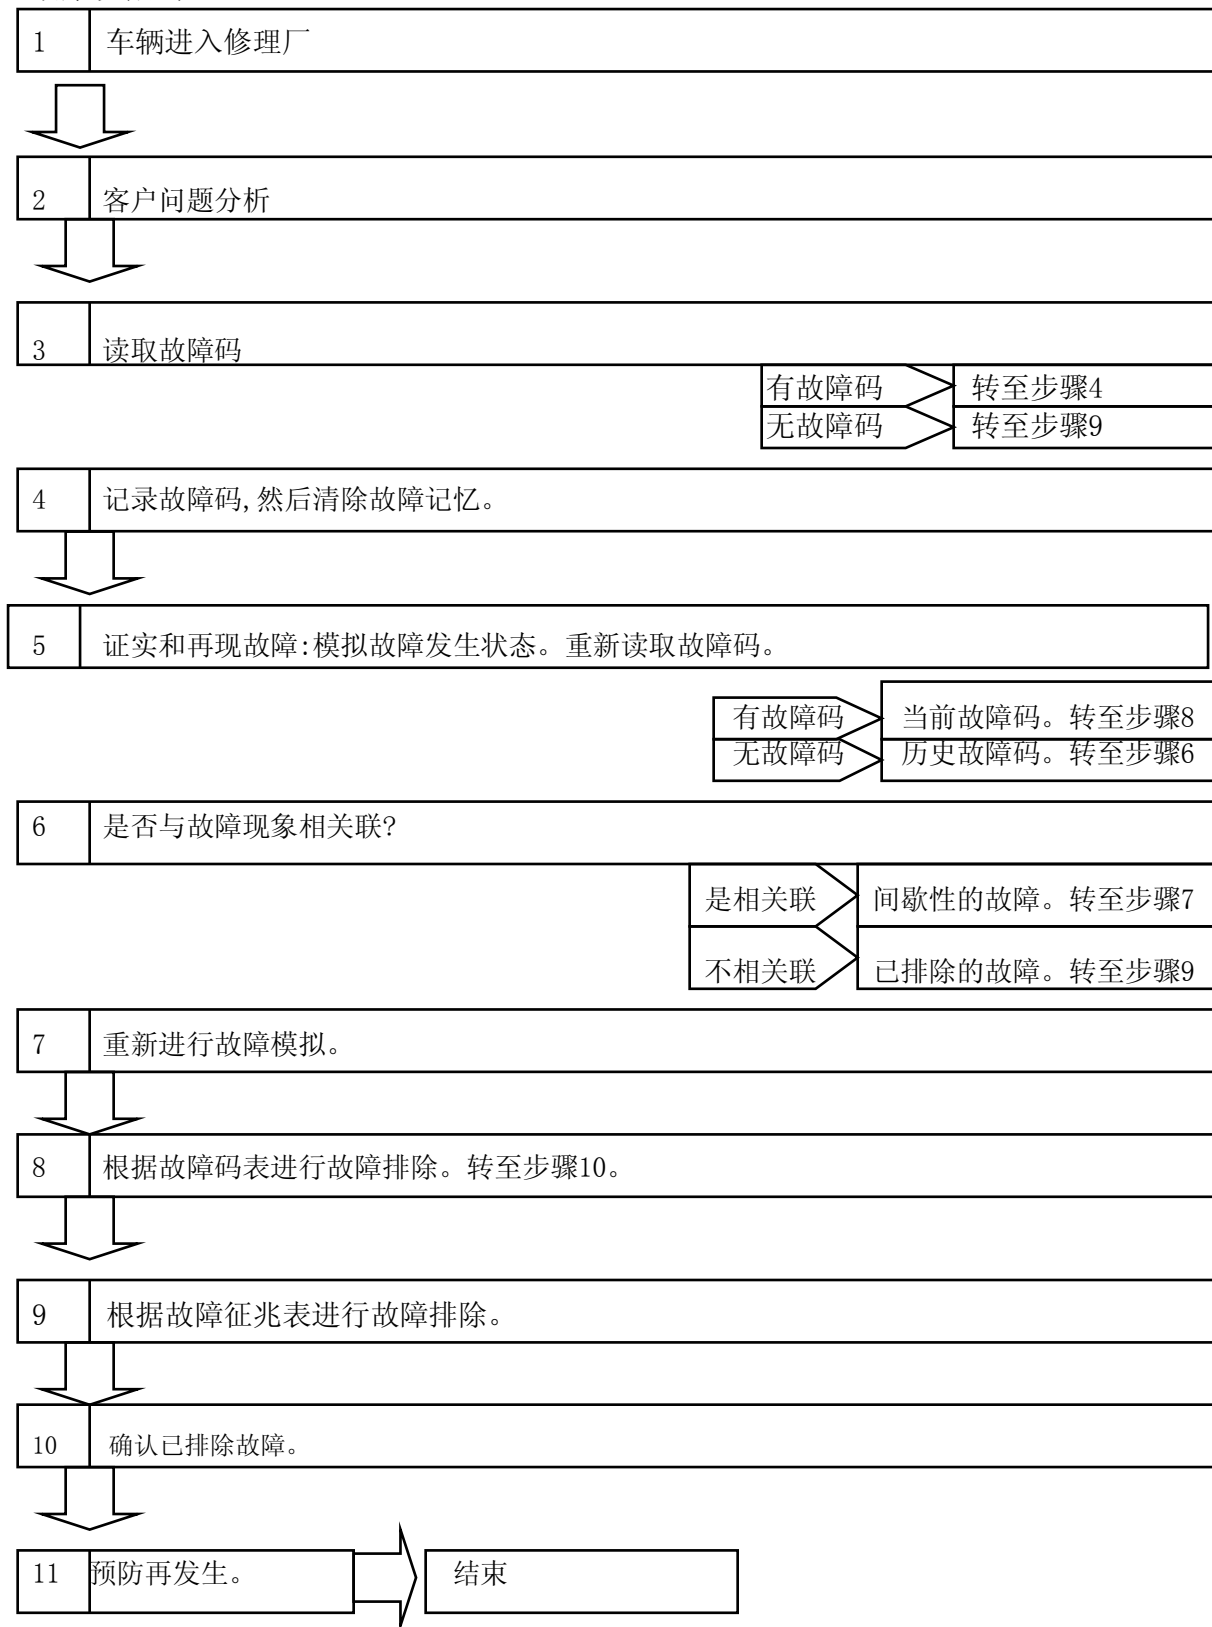 1 车辆进入修理厂
2 客户问题分析
3 读取故障码
有故障码 转至步骤4
无故障码 转至步骤9
4 记录故障码,然后清除故障记忆。
5 证实和再现故障:模拟故障发生状态。重新读取故障码。
有故障码 当前故障码。转至步骤8
无故障码 历史故障码。转至步骤6
6 是否与故障现象相关联?
是相关联 间歇性的故障。转至步骤7
不相关联 已排除的故障。转至步骤9
7 重新进行故障模拟。
8 根据故障码表进行故障排除。转至步骤10。
9 根据故障征兆表进行故障排除。
10 确认已排除故障。
11 预防再发生。 结束